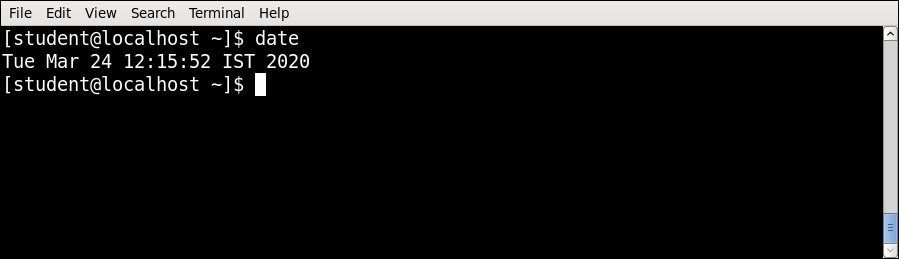 File Edit View Search Terminal Help
[student@localhost ~]$ date
Tue Mar 24 12:15:52 IST 2020
[student@localhost ~]$